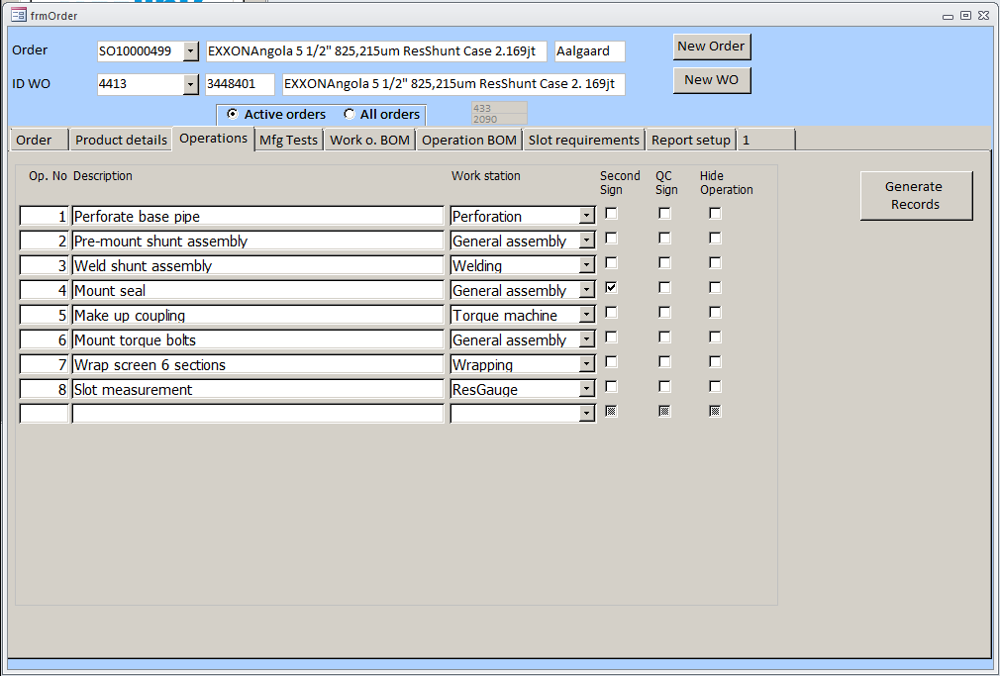 frmOrder
Order SO10000499 EXXONAngola 5 1/2" 825,215um ResShunt Case 2.169jt Aalgaard New Order
ID WO 4413 3448401 EXXONAngola 5 1/2" 825,215um ResShunt Case 2. 169jt New WO
Active orders All orders 433
2090
Order Product details Operations Mfg Tests Work o. BOM Operation BOM Slot requirements Report setup 1
Op. No Description Work station Second Sign QC Sign Hide Operation
Generate Records
1 Perforate base pipe Perforation
2 Pre-mount shunt assembly General assembly
3 Weld shunt assembly Welding
4 Mount seal General assembly
5 Make up coupling Torque machine
6 Mount torque bolts General assembly
7 Wrap screen 6 sections Wrapping
8 Slot measurement ResGauge